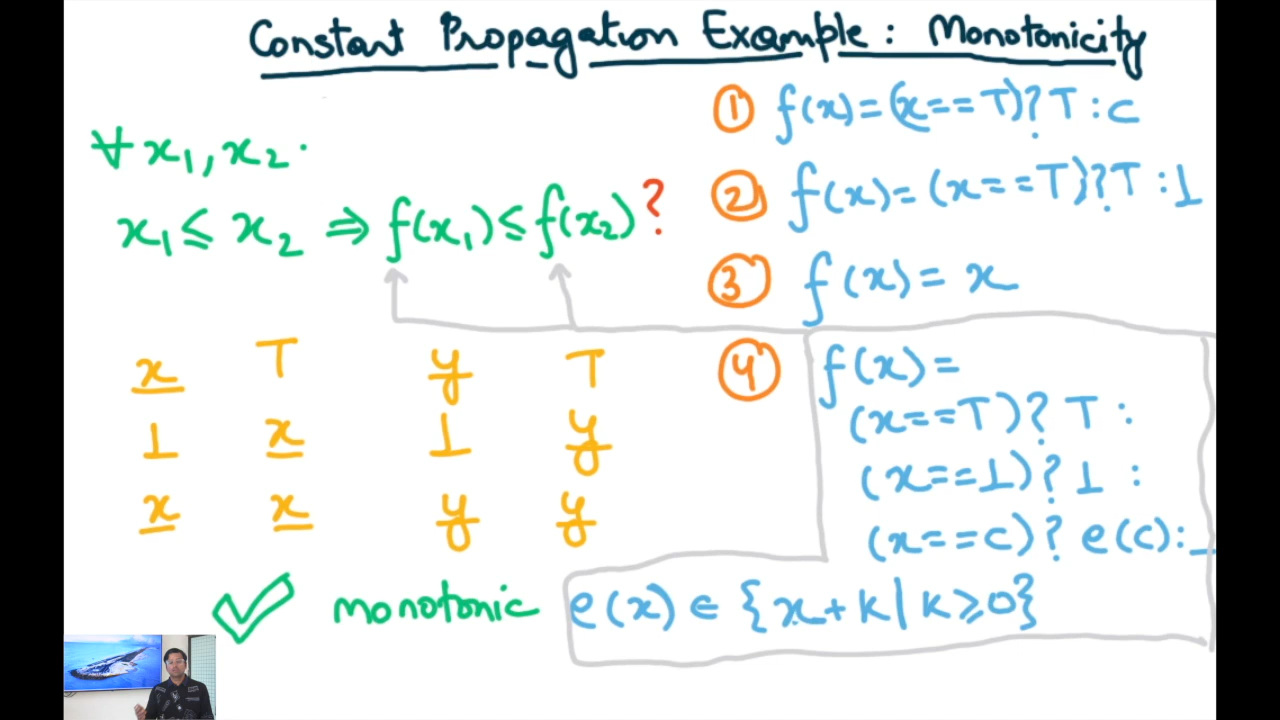 Constant Propagation Example: Monotonicity
∀ x₁, x₂ ·
x₁ ≤ x₂ ⇒ f(x₁) ≤ f(x₂) ?
① f(x) = (x == T)? T : c
② f(x) = (x == T)? T : ⊥
③ f(x) = x
④ f(x) =
(x == T)? T :
(x == ⊥)? ⊥ :
(x == c)? e(c) : _
x T y T
⊥ x ⊥ y
x x y y
✓ monotonic
e(x) ∈ {x + k | k ≥ 0}